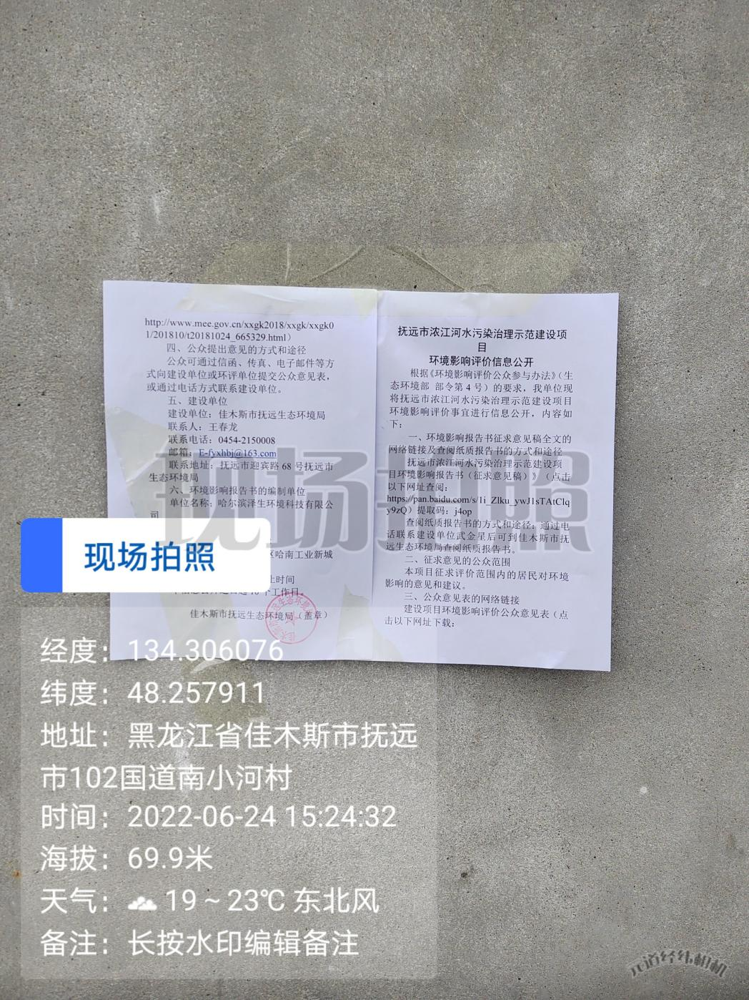 http://www.mee.gov.cn/xxgk2018/xxgk/xxgk0
1/201810/t20181024_665329.html）
四、公众提出意见的方式和途径
公众可通过信函、传真、电子邮件等方
式向建设单位或环评单位提交公众意见表，
或通过电话方式联系建设单位。
五、建设单位
建设单位：佳木斯市抚远生态环境局
联系人：王春龙
联系电话：0454-2150008
邮箱：E-fyxhbj@163.com
联系地址：抚远市迎宾路68号抚远市
生态环境局
六、环境影响报告书的编制单位
单位名称：哈尔滨泽生环境科技有限公
司
区哈南工业新城
止时间
个工作日。
佳木斯市抚远生态环境局（盖章）
抚远市浓江河水污染治理示范建设项
目
环境影响评价信息公开
根据《环境影响评价公众参与办法》（生
态环境部 部令第4号）的要求，我单位现
将抚远市浓江河水污染治理示范建设项目
环境影响评价事宜进行信息公开，内容如
下：
一、环境影响报告书征求意见稿全文的
网络链接及查阅纸质报告书的方式和途径
抚远市浓江河水污染治理示范建设项
目环境影响报告书（征求意见稿）》（点击
以下网址查阅：
https://pan.baidu.com/s/1i_Zlku_ywJ1sTAtClq
y9zQ）提取码：j4op
查阅纸质报告书的方式和途径：通过电
话联系建设单位武金星后可到佳木斯市抚
远生态环境局查阅纸质报告书。
二、征求意见的公众范围
本项目征求评价范围内的居民对环境
影响的意见和建议。
三、公众意见表的网络链接
建设项目环境影响评价公众意见表（点
击以下网址下载：
现场拍照
现场拍照
经度：134.306076
纬度：48.257911
地址：黑龙江省佳木斯市抚远
市102国道南小河村
时间：2022-06-24 15:24:32
海拔：69.9米
天气：19～23℃ 东北风
备注：长按水印编辑备注
元道经纬相机